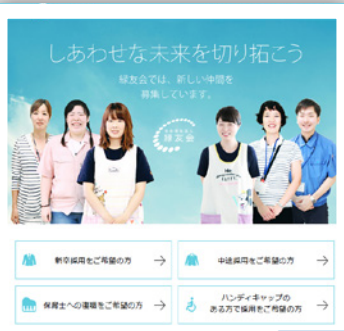 しあわせな未来を切り拓こう
緑友会では、新しい仲間を
募集しています。
緑友会
新卒採用をご希望の方
中途採用をご希望の方
保育士への復職をご希望の方
ハンディキャップの
ある方で採用をご希望の方